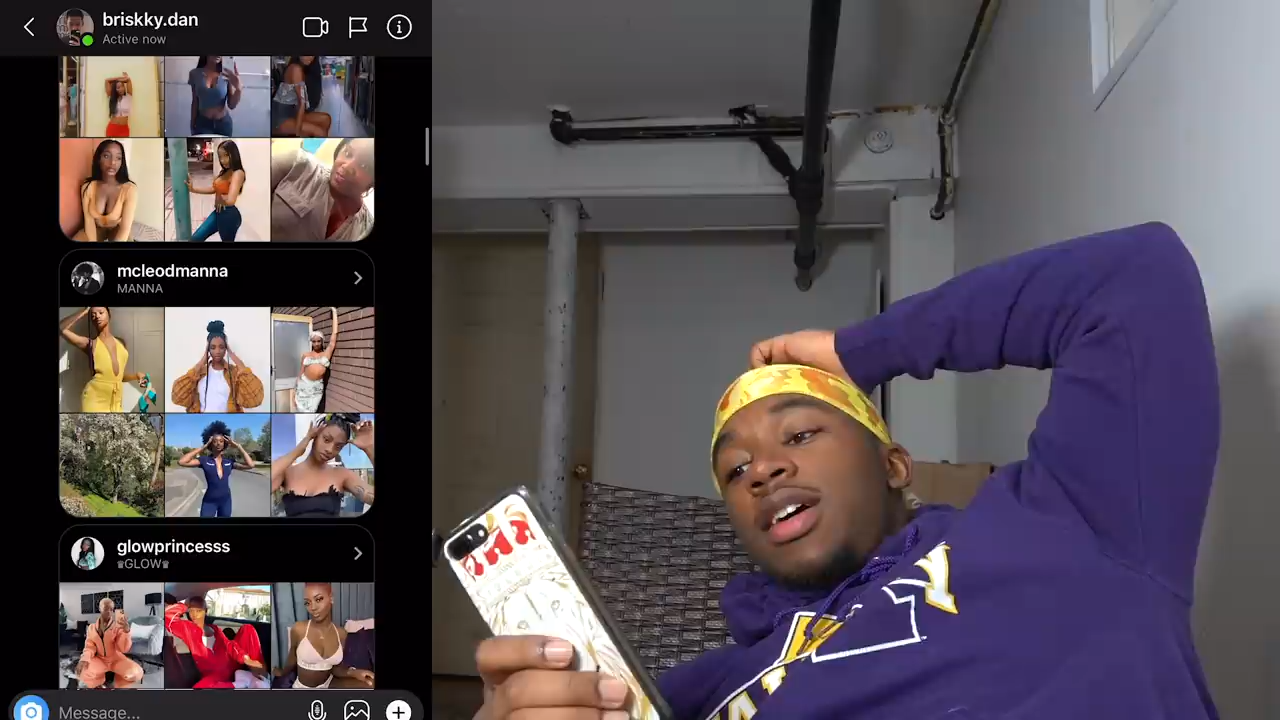 briskky.dan
Active now
mcleodmanna
MANNA
glowprincesss
♛GLOW♛
Message...